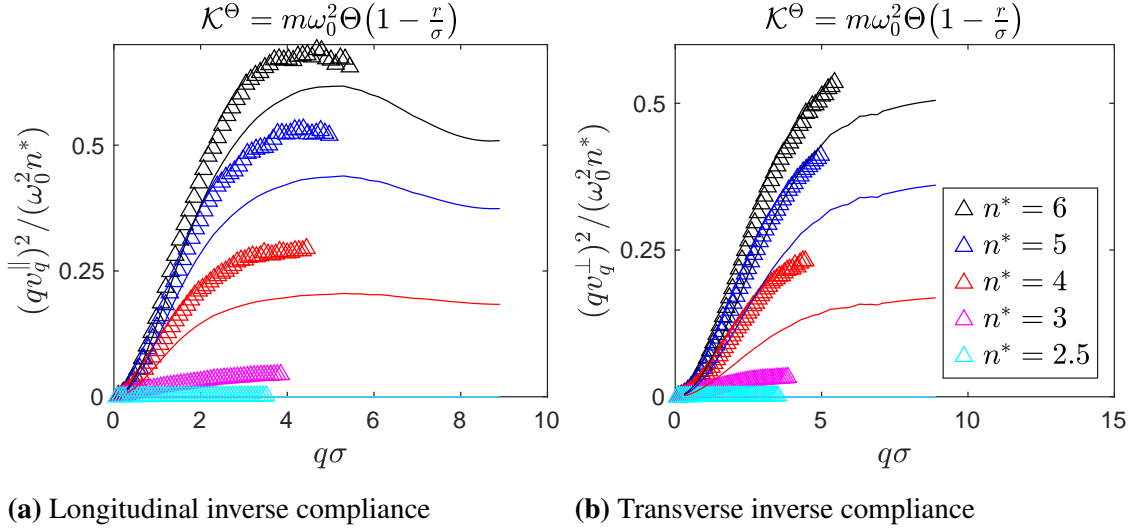 𝒦^Θ = mω₀²Θ(1 − r/σ)
(qv_q^∥)²/(ω₀²n*)
0.5
0.25
0
0
2
4
6
8
10
qσ
(a) Longitudinal inverse compliance
𝒦^Θ = mω₀²Θ(1 − r/σ)
(qv_q^⊥)²/(ω₀²n*)
0.5
0.25
0
0
5
10
15
qσ
n* = 6
n* = 5
n* = 4
n* = 3
n* = 2.5
(b) Transverse inverse compliance